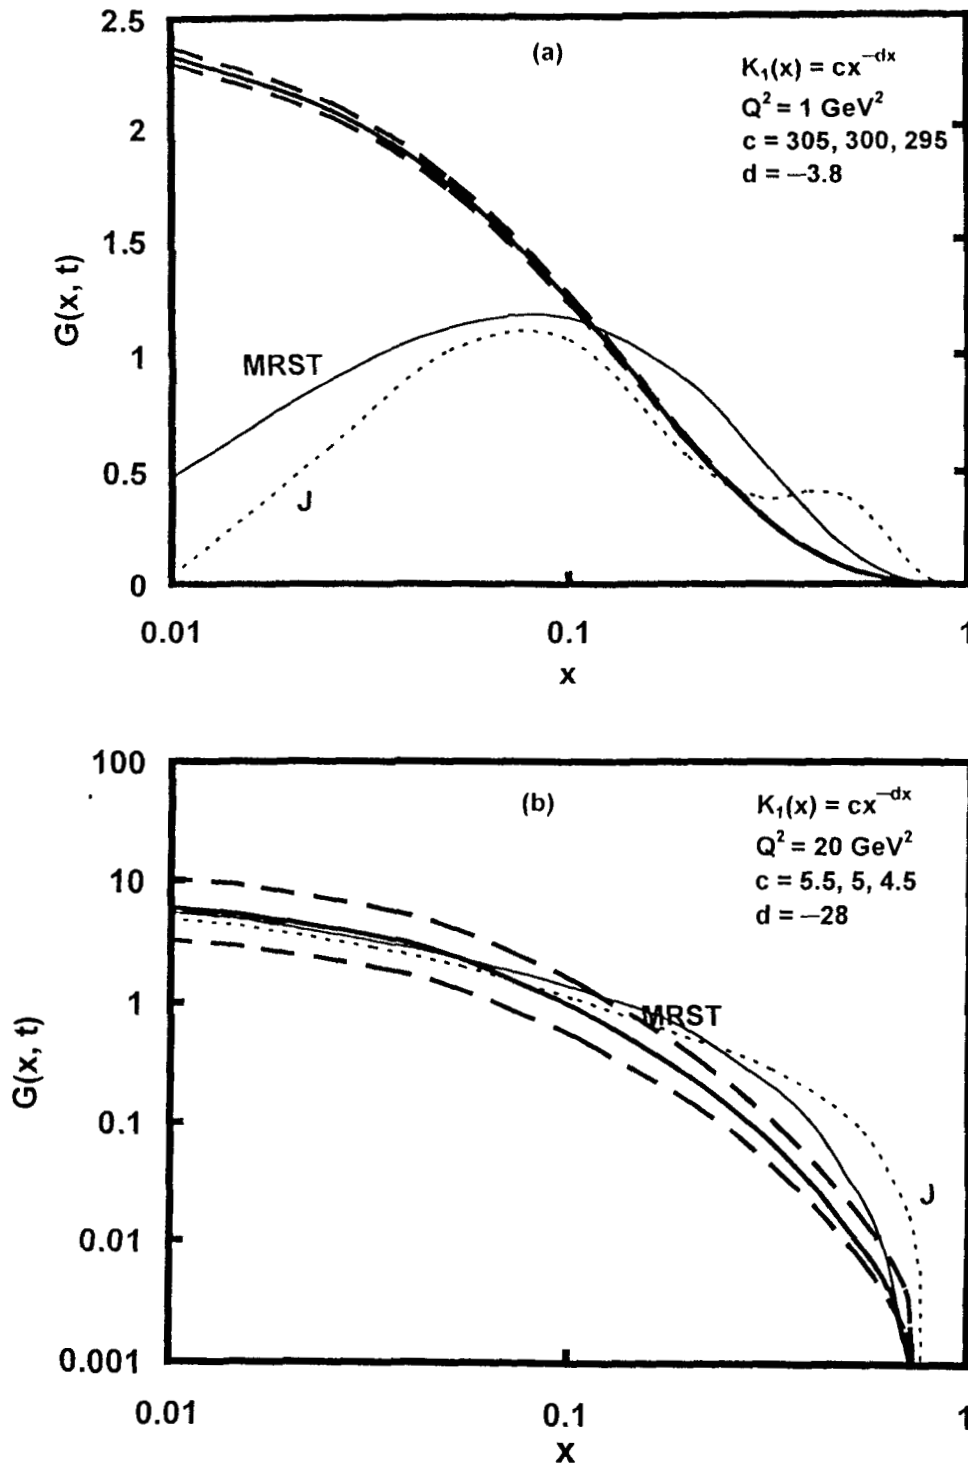 2.5
(a)
K₁(x) = cx⁻ᵈˣ
Q² = 1 GeV²
c = 305, 300, 295
d = —3.8
2
1.5
G(x, t)
1
MRST
0.5
J
0
0.01
0.1
1
x
100
(b)
K₁(x) = cx⁻ᵈˣ
Q² = 20 GeV²
c = 5.5, 5, 4.5
d = —28
10
1
MRST
G(x, t)
0.1
J
0.01
0.001
0.01
0.1
1
x